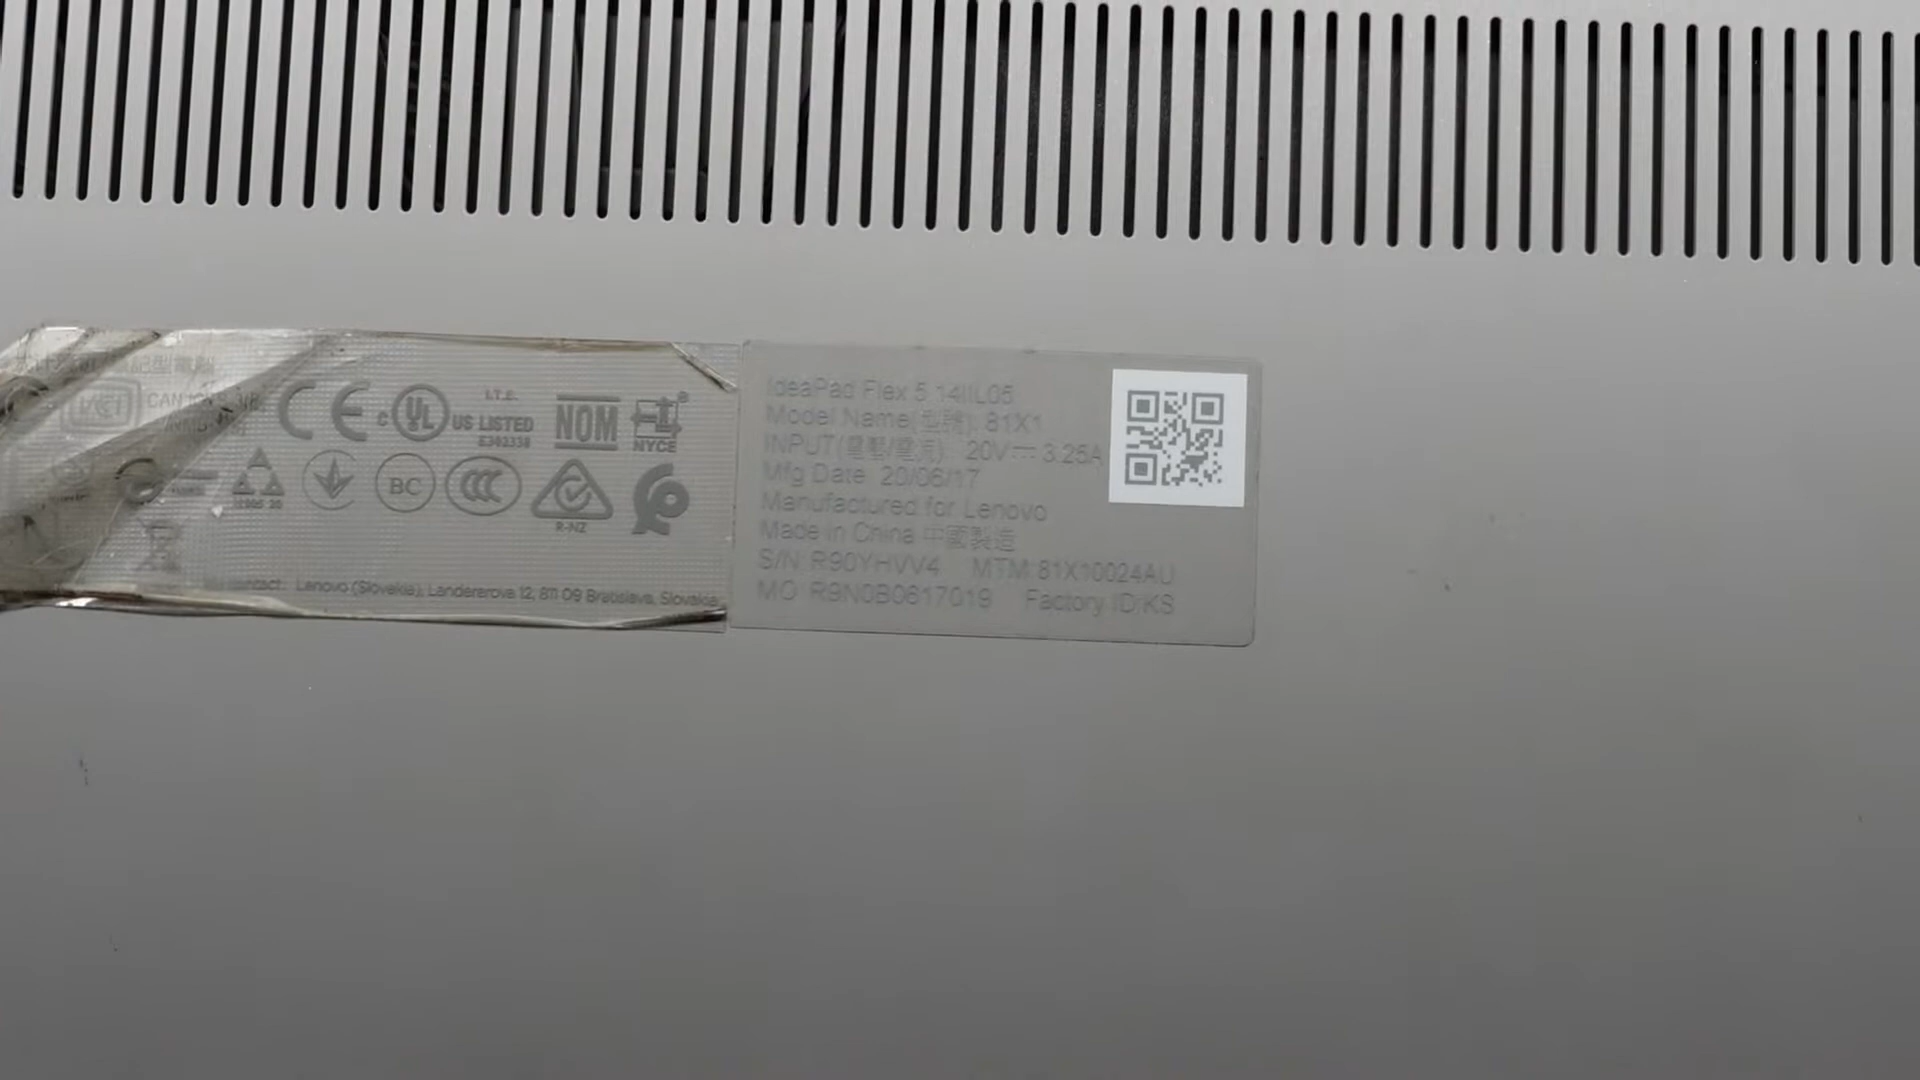 CE
c UL US LISTED
I.T.E.
E302338
NOM
NYCE
BC
R-NZ
Lenovo (Slovakia), Landererova 12, 811 09 Bratislava, Slovakia
IdeaPad Flex 5 14IIL05
Model Name(型號): 81X1
INPUT(電壓/電流): 20V⎓3.25A
Mfg Date 20/06/17
Manufactured for Lenovo
Made in China 中國製造
S/N R90YHVV4 MTM 81X10024AU
MO R9N0B0617019 Factory ID:KS